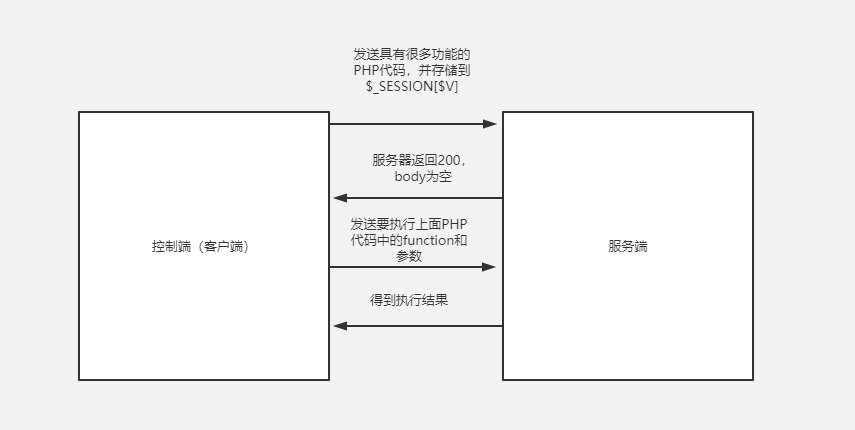 发送具有很多功能的
PHP代码，并存储到
$_SESSION[$V]
服务器返回200，
body为空
发送要执行上面PHP
代码中的function和
参数
控制端（客户端）
服务端
得到执行结果